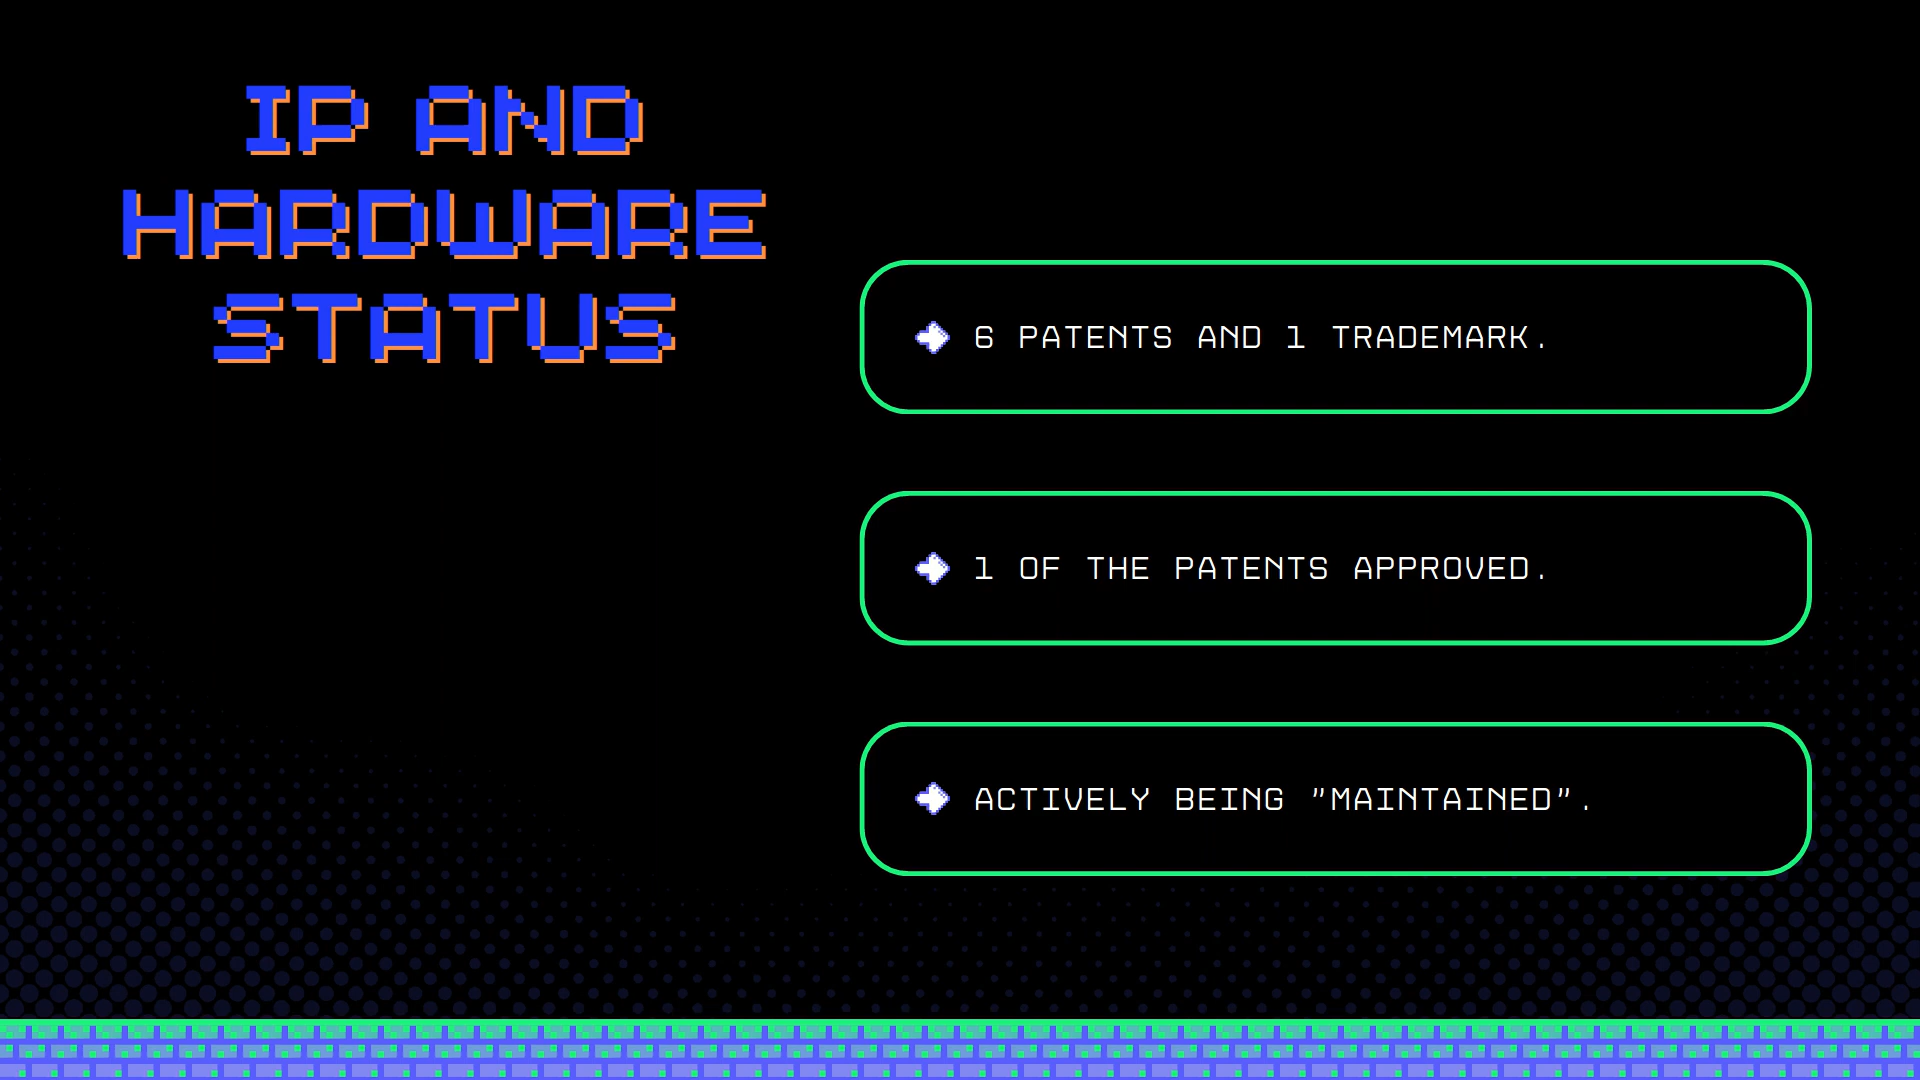 IP AND
HARDWARE
STATUS
6 PATENTS AND 1 TRADEMARK.
1 OF THE PATENTS APPROVED.
ACTIVELY BEING "MAINTAINED".